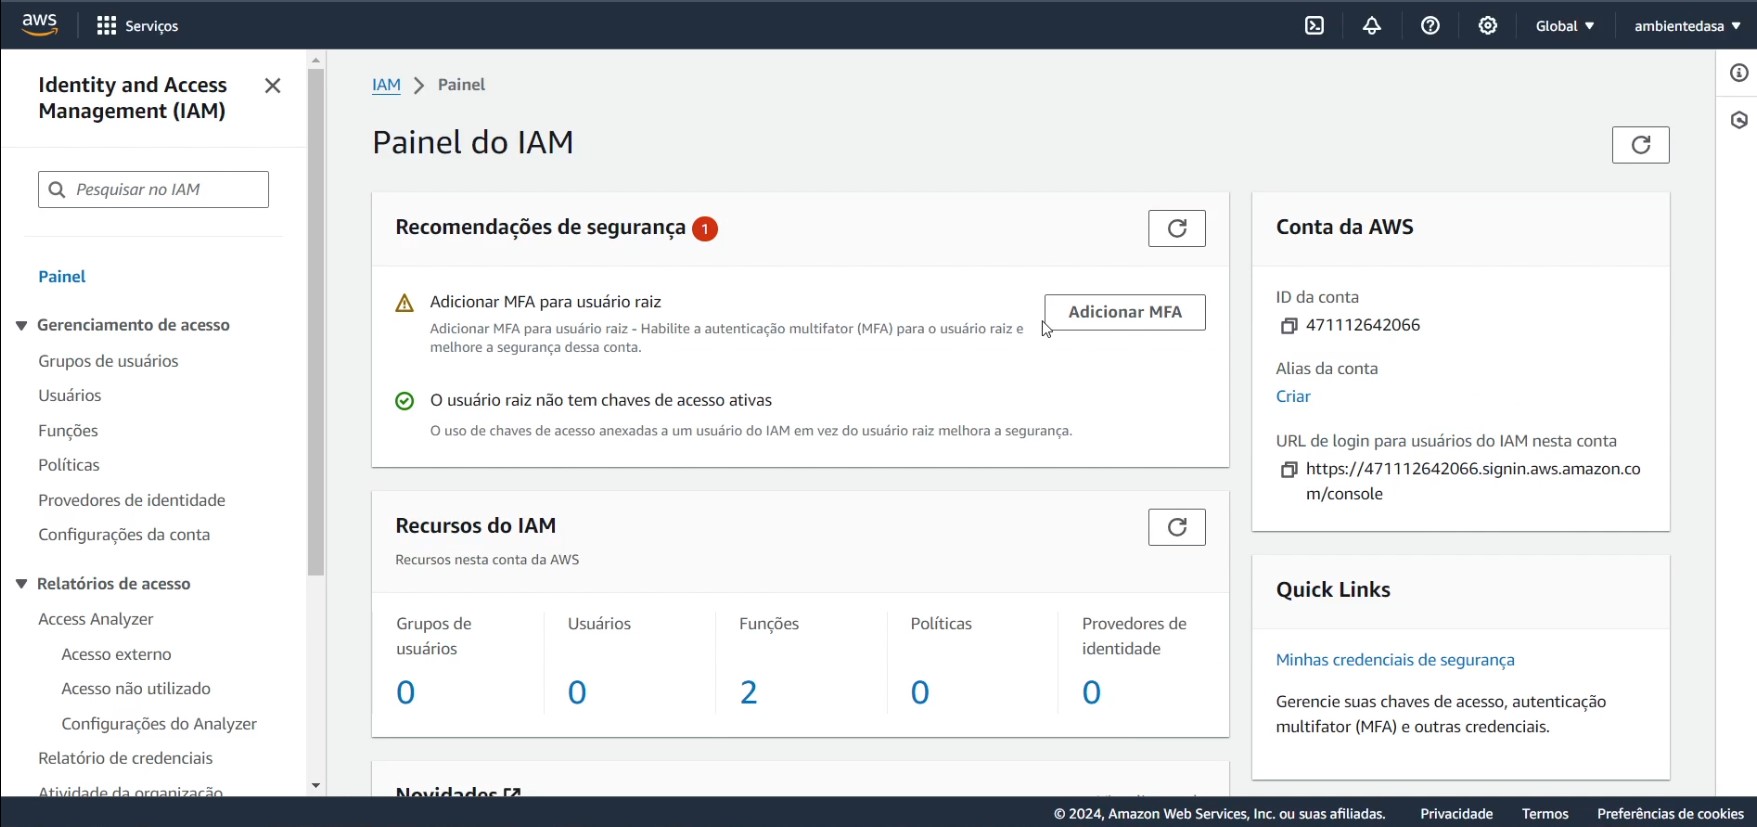 aws
Serviços
Global
ambientedasa
Identity and Access
Management (IAM)
Pesquisar no IAM
Painel
Gerenciamento de acesso
Grupos de usuários
Usuários
Funções
Políticas
Provedores de identidade
Configurações da conta
Relatórios de acesso
Access Analyzer
Acesso externo
Acesso não utilizado
Configurações do Analyzer
Relatório de credenciais
Atividade da organização
IAM
Painel
Painel do IAM
Recomendações de segurança 1
Adicionar MFA para usuário raiz
Adicionar MFA para usuário raiz - Habilite a autenticação multifator (MFA) para o usuário raiz e
melhore a segurança dessa conta.
Adicionar MFA
O usuário raiz não tem chaves de acesso ativas
O uso de chaves de acesso anexadas a um usuário do IAM em vez do usuário raiz melhora a segurança.
Recursos do IAM
Recursos nesta conta da AWS
Grupos de
usuários
0
Usuários
0
Funções
2
Políticas
0
Provedores de
identidade
0
Novidades
Conta da AWS
ID da conta
471112642066
Alias da conta
Criar
URL de login para usuários do IAM nesta conta
https://471112642066.signin.aws.amazon.co
m/console
Quick Links
Minhas credenciais de segurança
Gerencie suas chaves de acesso, autenticação
multifator (MFA) e outras credenciais.
© 2024, Amazon Web Services, Inc. ou suas afiliadas.
Privacidade
Termos
Preferências de cookies